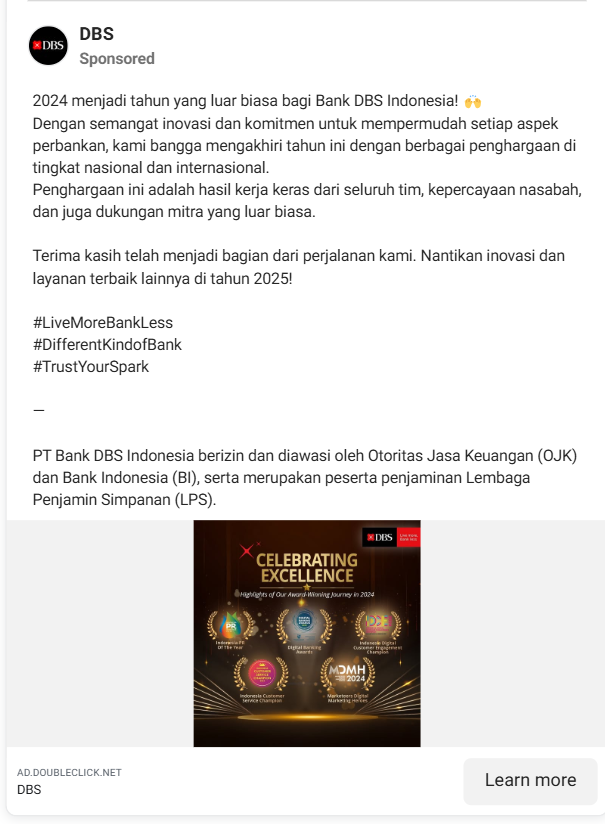 DBS
DBS
Sponsored
2024 menjadi tahun yang luar biasa bagi Bank DBS Indonesia! 🙌
Dengan semangat inovasi dan komitmen untuk mempermudah setiap aspek
perbankan, kami bangga mengakhiri tahun ini dengan berbagai penghargaan di
tingkat nasional dan internasional.
Penghargaan ini adalah hasil kerja keras dari seluruh tim, kepercayaan nasabah,
dan juga dukungan mitra yang luar biasa.
Terima kasih telah menjadi bagian dari perjalanan kami. Nantikan inovasi dan
layanan terbaik lainnya di tahun 2025!
#LiveMoreBankLess
#DifferentKindofBank
#TrustYourSpark
—
PT Bank DBS Indonesia berizin dan diawasi oleh Otoritas Jasa Keuangan (OJK)
dan Bank Indonesia (BI), serta merupakan peserta penjaminan Lembaga
Penjamin Simpanan (LPS).
DBS
CELEBRATING
EXCELLENCE
Highlights of Our Award-Winning Journey in 2024
PR
Indonesia PR
Of The Year
Digital Banking
Awards
Indonesia Digital
Customer Engagement
Champion
Indonesia Customer
Service Champion
MDMH
2024
Marketeers Digital
Marketing Heroes
AD.DOUBLECLICK.NET
DBS
Learn more